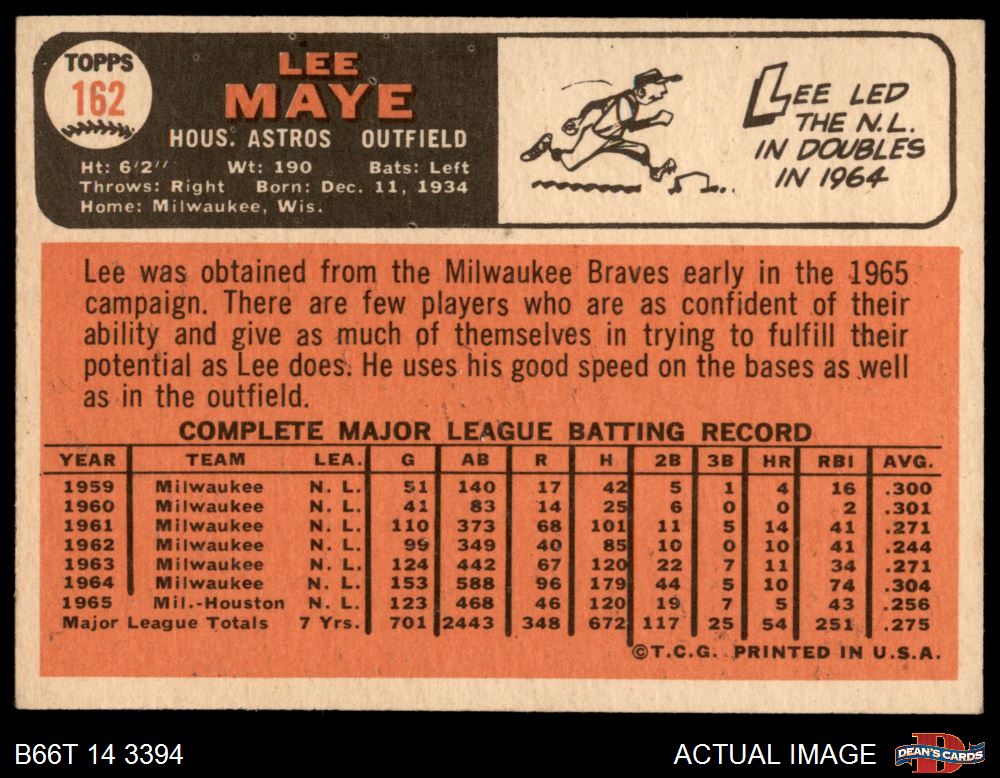 TOPPS
162
LEE
MAYE
HOUS. ASTROS OUTFIELD
Ht: 6'2'' Wt: 190 Bats: Left
Throws: Right Born: Dec. 11, 1934
Home: Milwaukee, Wis.
LEE LED
THE N.L.
IN DOUBLES
IN 1964
Lee was obtained from the Milwaukee Braves early in the 1965
campaign. There are few players who are as confident of their
ability and give as much of themselves in trying to fulfill their
potential as Lee does. He uses his good speed on the bases as well
as in the outfield.
COMPLETE MAJOR LEAGUE BATTING RECORD
YEAR TEAM LEA. G AB R H 2B 3B HR RBI AVG.
1959 Milwaukee N. L. 51 140 17 42 5 1 4 16 .300
1960 Milwaukee N. L. 41 83 14 25 6 0 0 2 .301
1961 Milwaukee N. L. 110 373 68 101 11 5 14 41 .271
1962 Milwaukee N. L. 99 349 40 85 10 0 10 41 .244
1963 Milwaukee N. L. 124 442 67 120 22 7 11 34 .271
1964 Milwaukee N. L. 153 588 96 179 44 5 10 74 .304
1965 Mil.-Houston N. L. 123 468 46 120 19 7 5 43 .256
Major League Totals 7 Yrs. 701 2443 348 672 117 25 54 251 .275
©T.C.G. PRINTED IN U.S.A.
B66T 14 3394 ACTUAL IMAGE DEAN'S CARDS